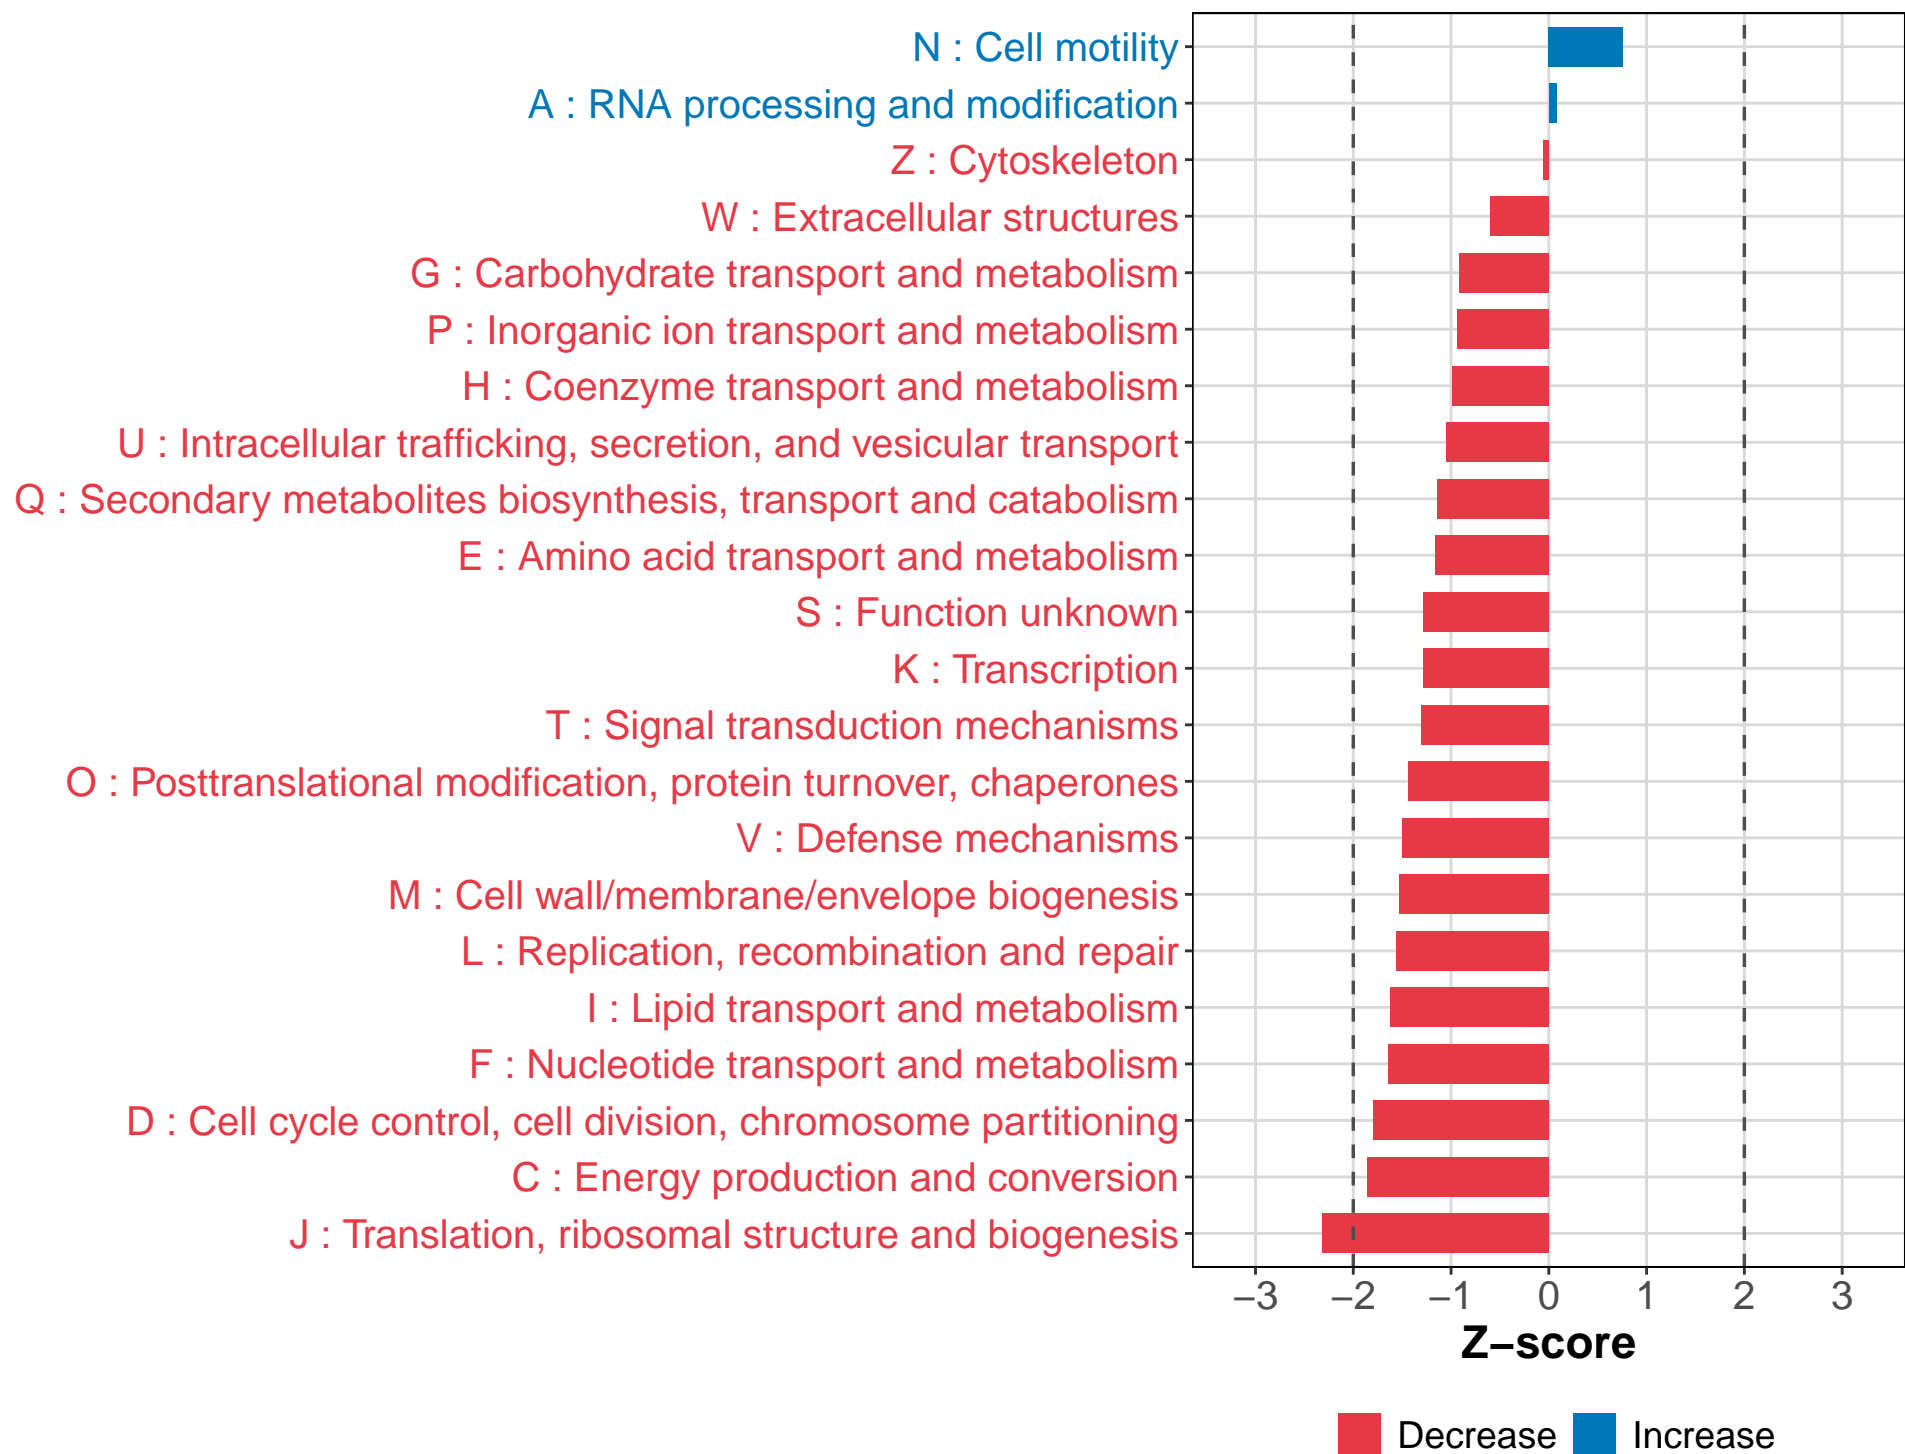 N : Cell motility
A : RNA processing and modification
Z : Cytoskeleton
W : Extracellular structures
G : Carbohydrate transport and metabolism
P : Inorganic ion transport and metabolism
H : Coenzyme transport and metabolism
U : Intracellular trafficking, secretion, and vesicular transport
Q : Secondary metabolites biosynthesis, transport and catabolism
E : Amino acid transport and metabolism
S : Function unknown
K : Transcription
T : Signal transduction mechanisms
O : Posttranslational modification, protein turnover, chaperones
V : Defense mechanisms
M : Cell wall/membrane/envelope biogenesis
L : Replication, recombination and repair
I : Lipid transport and metabolism
F : Nucleotide transport and metabolism
D : Cell cycle control, cell division, chromosome partitioning
C : Energy production and conversion
J : Translation, ribosomal structure and biogenesis
−3 −2 −1 0 1 2 3
Z−score
Decrease Increase